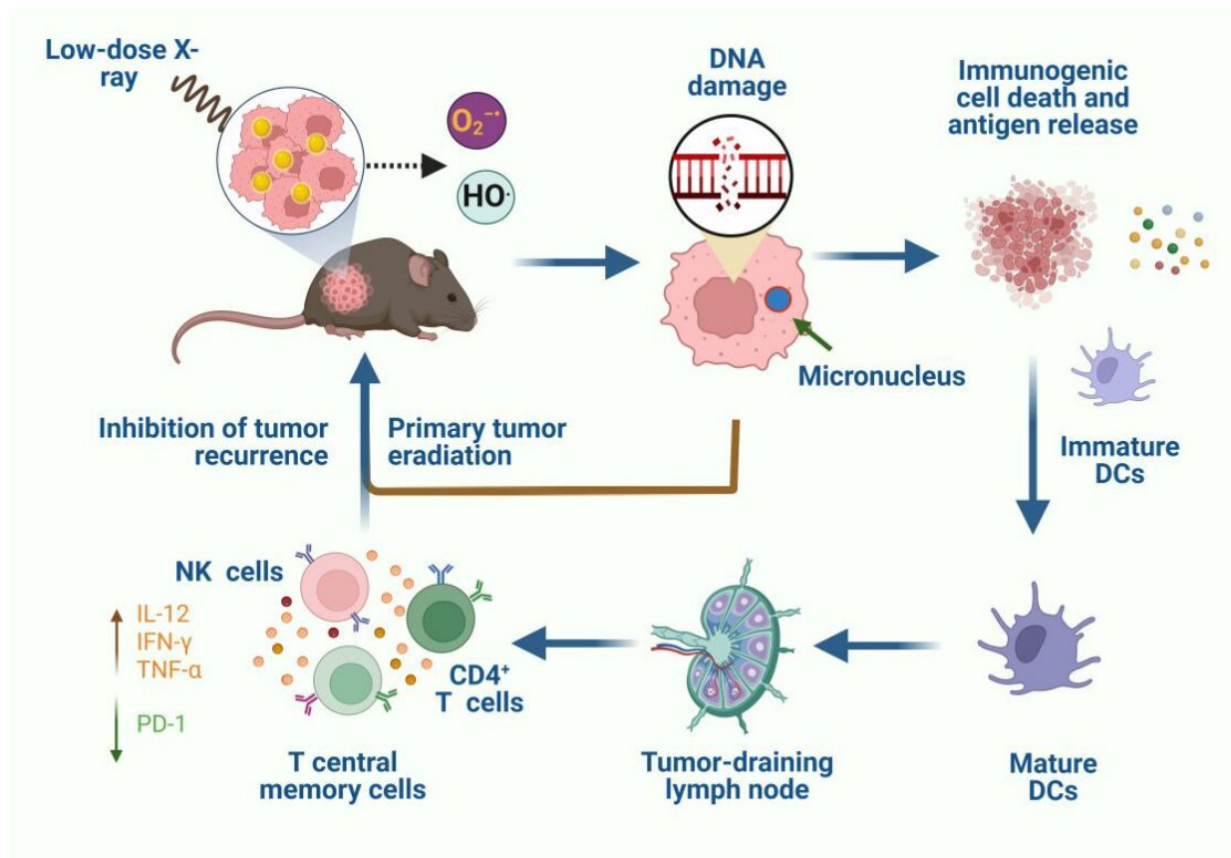 Low-dose X-
ray
O₂⁻•
HO•
DNA
damage
Immunogenic
cell death and
antigen release
Micronucleus
Immature
DCs
Inhibition of tumor
recurrence
Primary tumor
eradiation
NK cells
IL-12
IFN-γ
TNF-α
PD-1
CD4⁺
T cells
T central
memory cells
Tumor-draining
lymph node
Mature
DCs